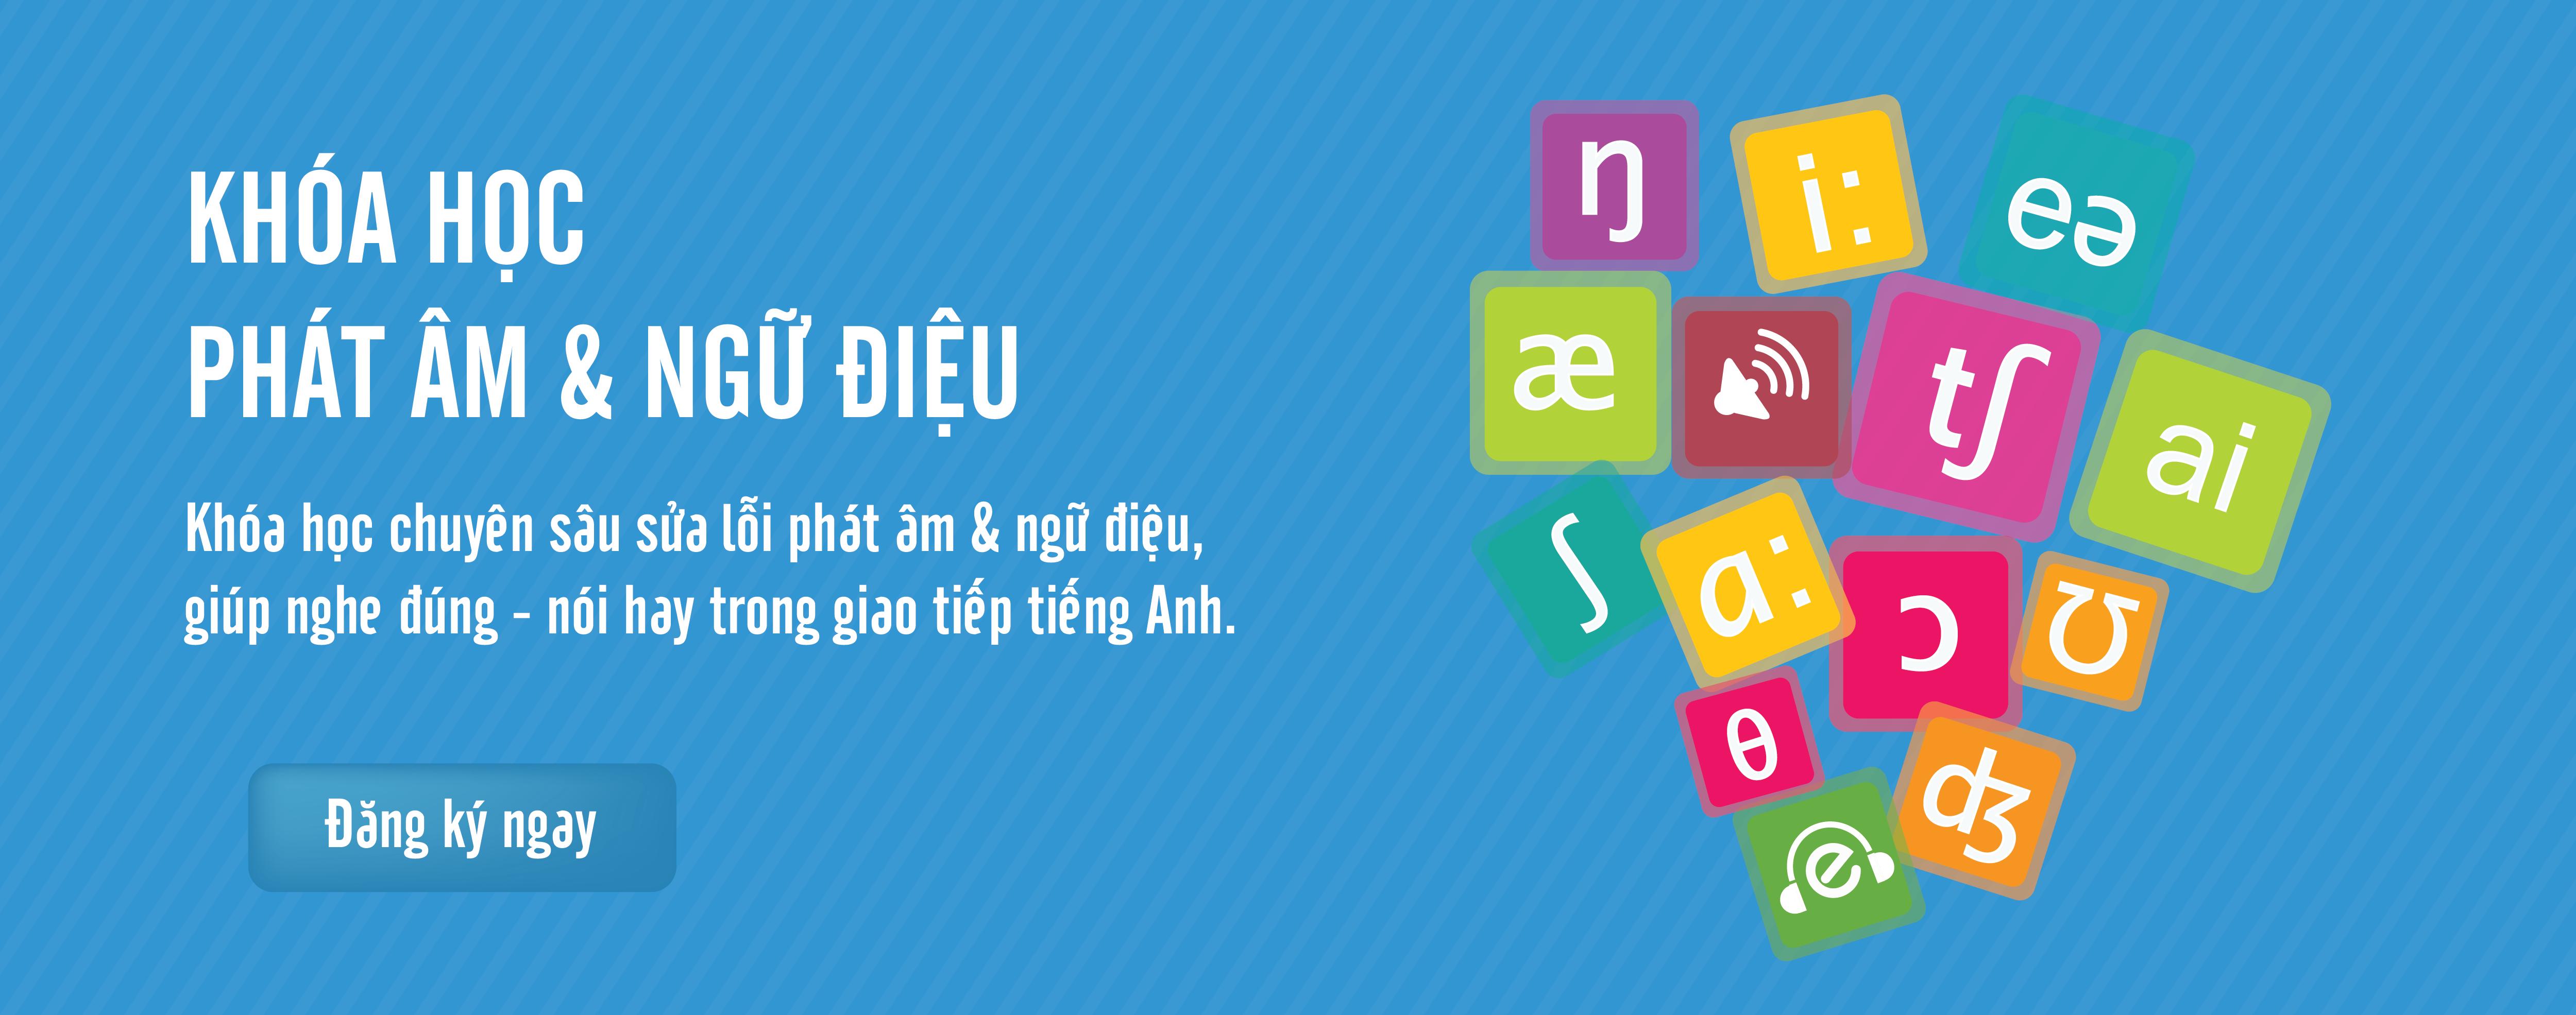 KHÓA HỌC
PHÁT ÂM & NGỮ ĐIỆU
Khóa học chuyên sâu sửa lỗi phát âm & ngữ điệu,
giúp nghe đúng - nói hay trong giao tiếp tiếng Anh.
Đăng ký ngay
ŋ
i:
eə
æ
tʃ
ai
ʃ
ɑ:
ɔ
ʊ
θ
dʒ
e